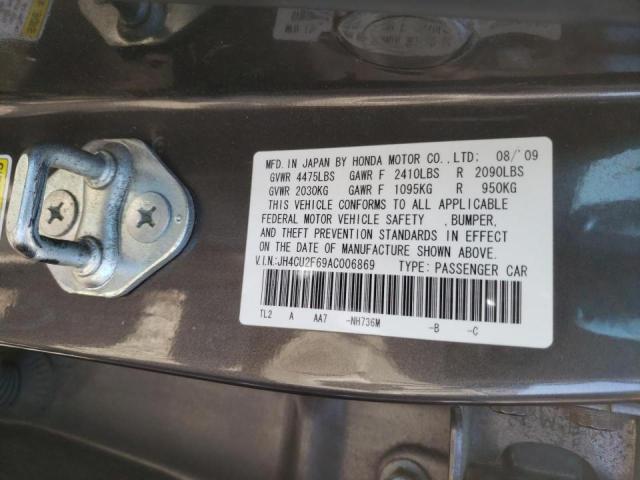 MFD.IN JAPAN BY HONDA MOTOR CO.,LTD: 08/'09
GVWR 4475LBS GAWR F 2410LBS R 2090LBS
GVWR 2030KG GAWR F 1095KG R 950KG
THIS VEHICLE CONFORMS TO ALL APPLICABLE
FEDERAL MOTOR VEHICLE SAFETY ,BUMPER,
AND THEFT PREVENTION STANDARDS IN EFFECT
ON THE DATE OF MANUFACTURE SHOWN ABOVE.
V.I.N.:JH4CU2F69AC006869 TYPE: PASSENGER CAR
TL2 A AA7 -NH736M -B -C